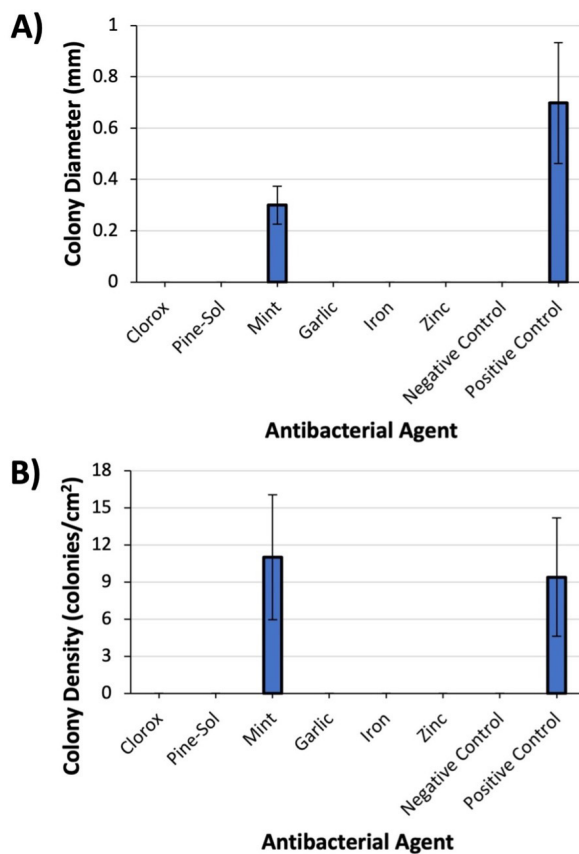 A)
Colony Diameter (mm)
1
0.8
0.6
0.4
0.2
0
Clorox
Pine-Sol
Mint
Garlic
Iron
Zinc
Negative Control
Positive Control
Antibacterial Agent
B)
Colony Density (colonies/cm²)
18
15
12
9
6
3
0
Clorox
Pine-Sol
Mint
Garlic
Iron
Zinc
Negative Control
Positive Control
Antibacterial Agent